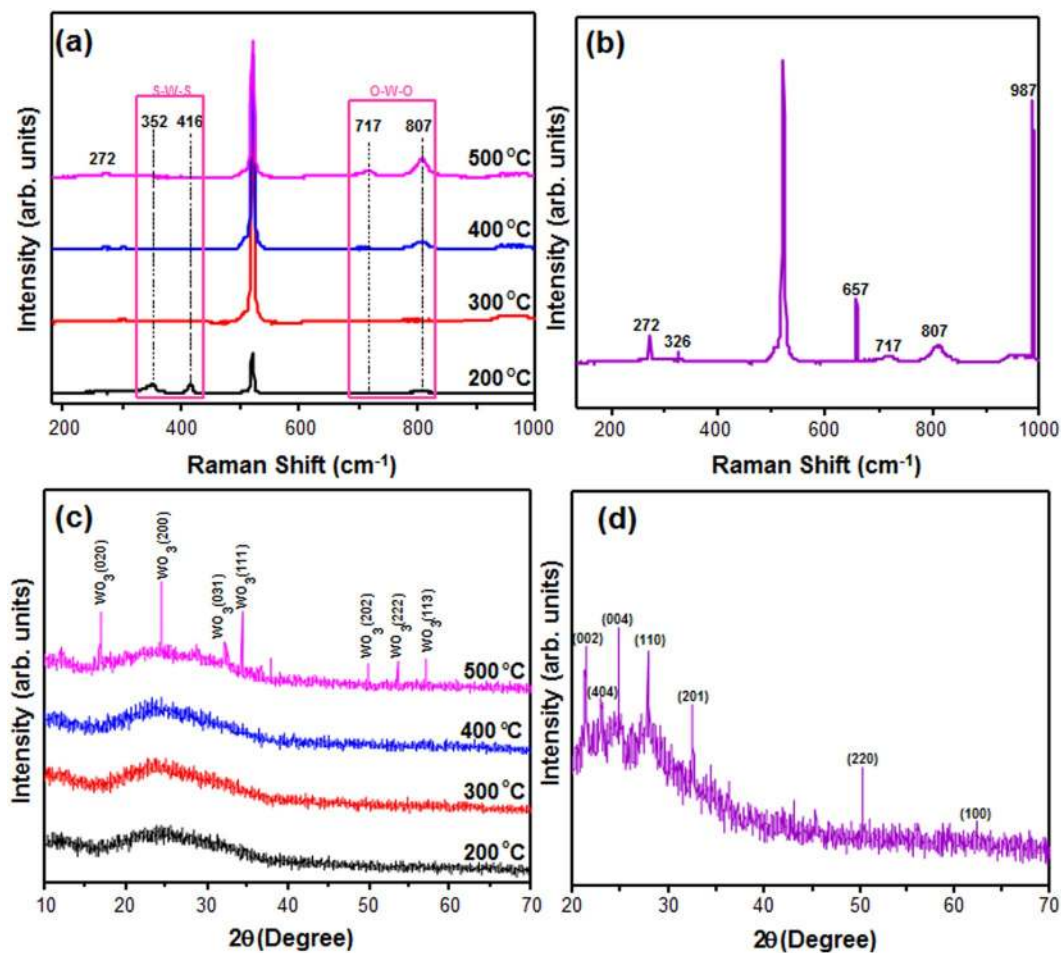 (a)
S-W-S
O-W-O
352
416
717
807
272
500 °C
400 °C
300 °C
200 °C
200
400
600
800
1000
Raman Shift (cm-1)
Intensity (arb. units)
(b)
987
657
272
326
717
807
200
400
600
800
1000
Raman Shift (cm-1)
Intensity (arb. units)
(c)
WO3(020)
WO3(200)
WO3(031)
WO3(111)
WO3(202)
WO3(222)
WO3(113)
500 °C
400 °C
300 °C
200 °C
10
20
30
40
50
60
70
2θ (Degree)
Intensity (arb. units)
(d)
(002)
(404)
(004)
(110)
(201)
(220)
(100)
20
30
40
50
60
70
2θ (Degree)
Intensity (arb. units)